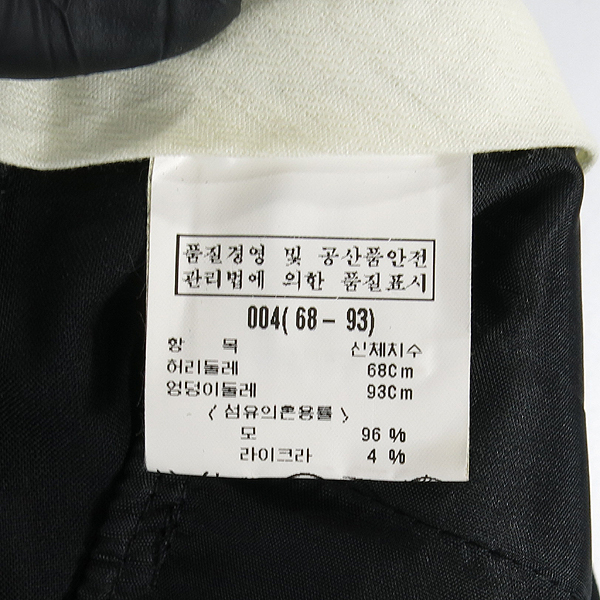 품질경영 및 공산품안전
관리법에 의한 품질표시
004( 68 – 93)
항 목 신체치수
허리둘레 68Cm
엉덩이둘레 93Cm
〈 섬유의혼용률 〉
모 96 %
라이크라 4 %